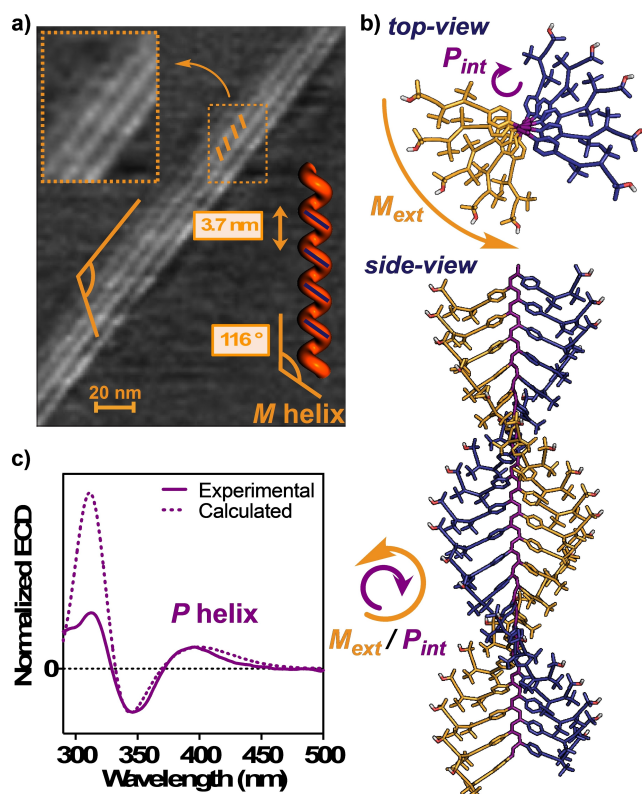 a)
3.7 nm
116 °
20 nm
M helix
b)
top-view
P int
M ext
side-view
M ext / P int
c)
Experimental
Calculated
P helix
Normalized ECD
0
300 350 400 450 500
Wavelength (nm)